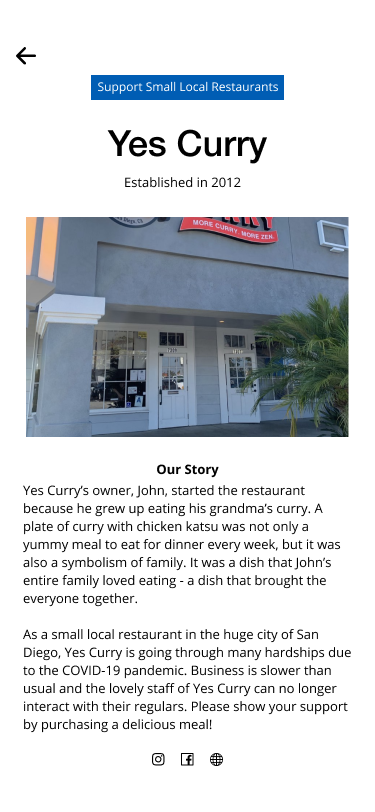 Support Small Local Restaurants
Yes Curry
Established in 2012
MORE CURRY. MORE ZEN.
Our Story
Yes Curry's owner, John, started the restaurant
because he grew up eating his grandma's curry. A
plate of curry with chicken katsu was not only a
yummy meal to eat for dinner every week, but it was
also a symbolism of family. It was a dish that John's
entire family loved eating - a dish that brought the
everyone together.
As a small local restaurant in the huge city of San
Diego, Yes Curry is going through many hardships due
to the COVID-19 pandemic. Business is slower than
usual and the lovely staff of Yes Curry can no longer
interact with their regulars. Please show your support
by purchasing a delicious meal!